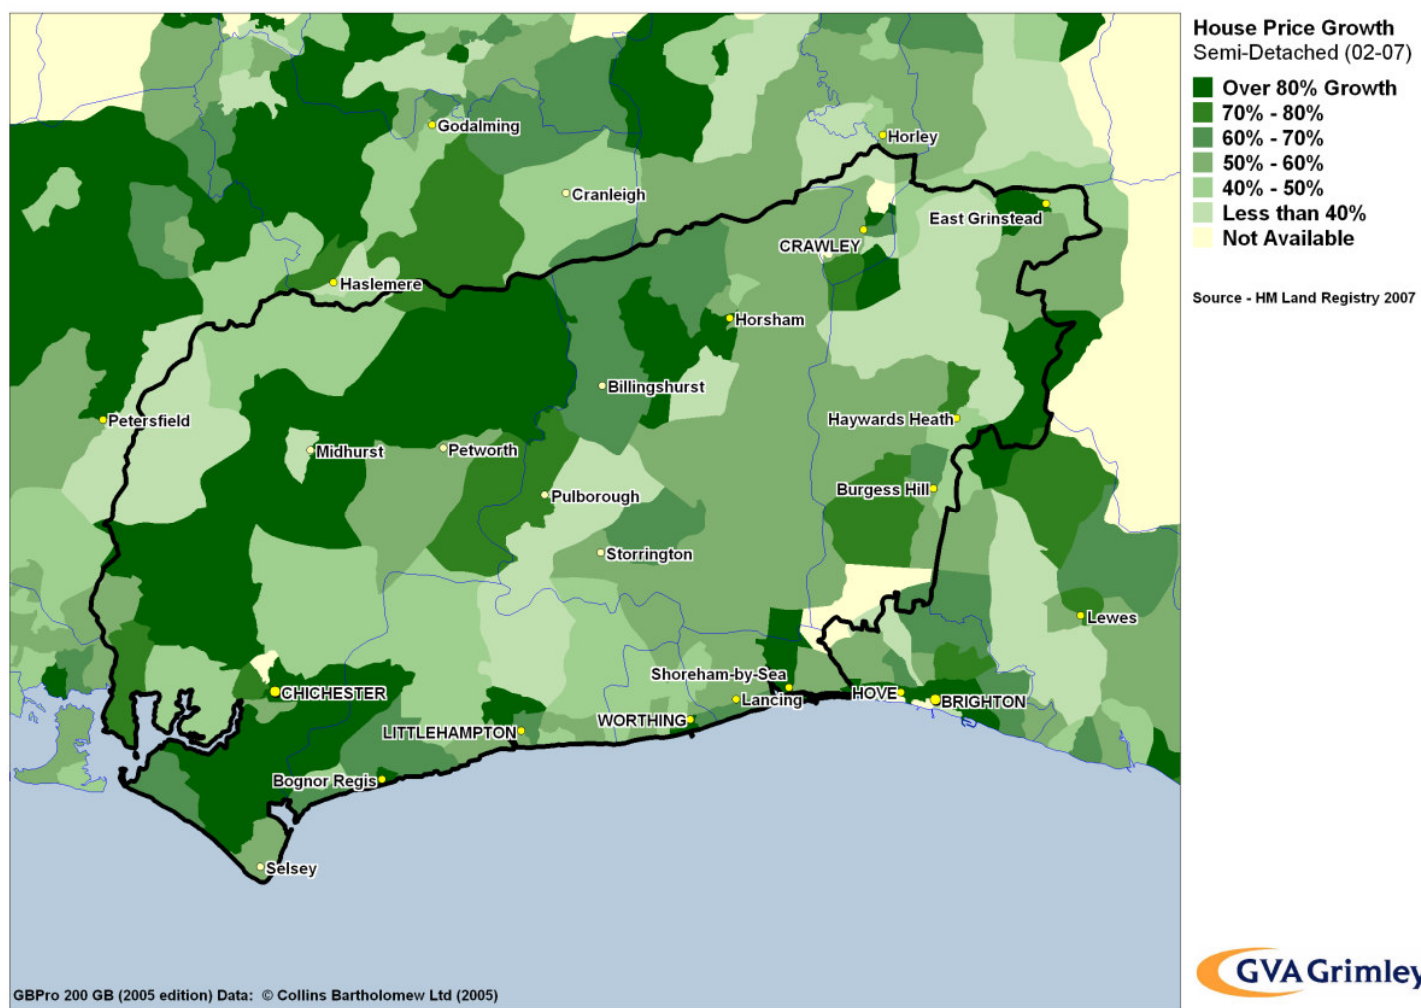 House Price Growth
Semi-Detached (02-07)
Over 80% Growth
70% - 80%
60% - 70%
50% - 60%
40% - 50%
Less than 40%
Not Available
Source - HM Land Registry 2007
Godalming
Horley
Cranleigh
East Grinstead
CRAWLEY
Haslemere
Horsham
Billingshurst
Petersfield
Haywards Heath
Midhurst
Petworth
Pulborough
Burgess Hill
Storrington
Lewes
Shoreham-by-Sea
CHICHESTER
HOVE
Lancing
BRIGHTON
WORTHING
LITTLEHAMPTON
Bognor Regis
Selsey
GVAGrimley
GBPro 200 GB (2005 edition) Data: © Collins Bartholomew Ltd (2005)